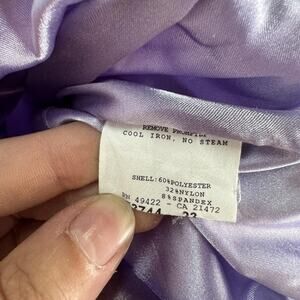 REMOVE PROMPTLY
COOL IRON, NO STEAM
SHELL:60%POLYESTER
32%NYLON
8%SPANDEX
RN 49422 - CA 21472